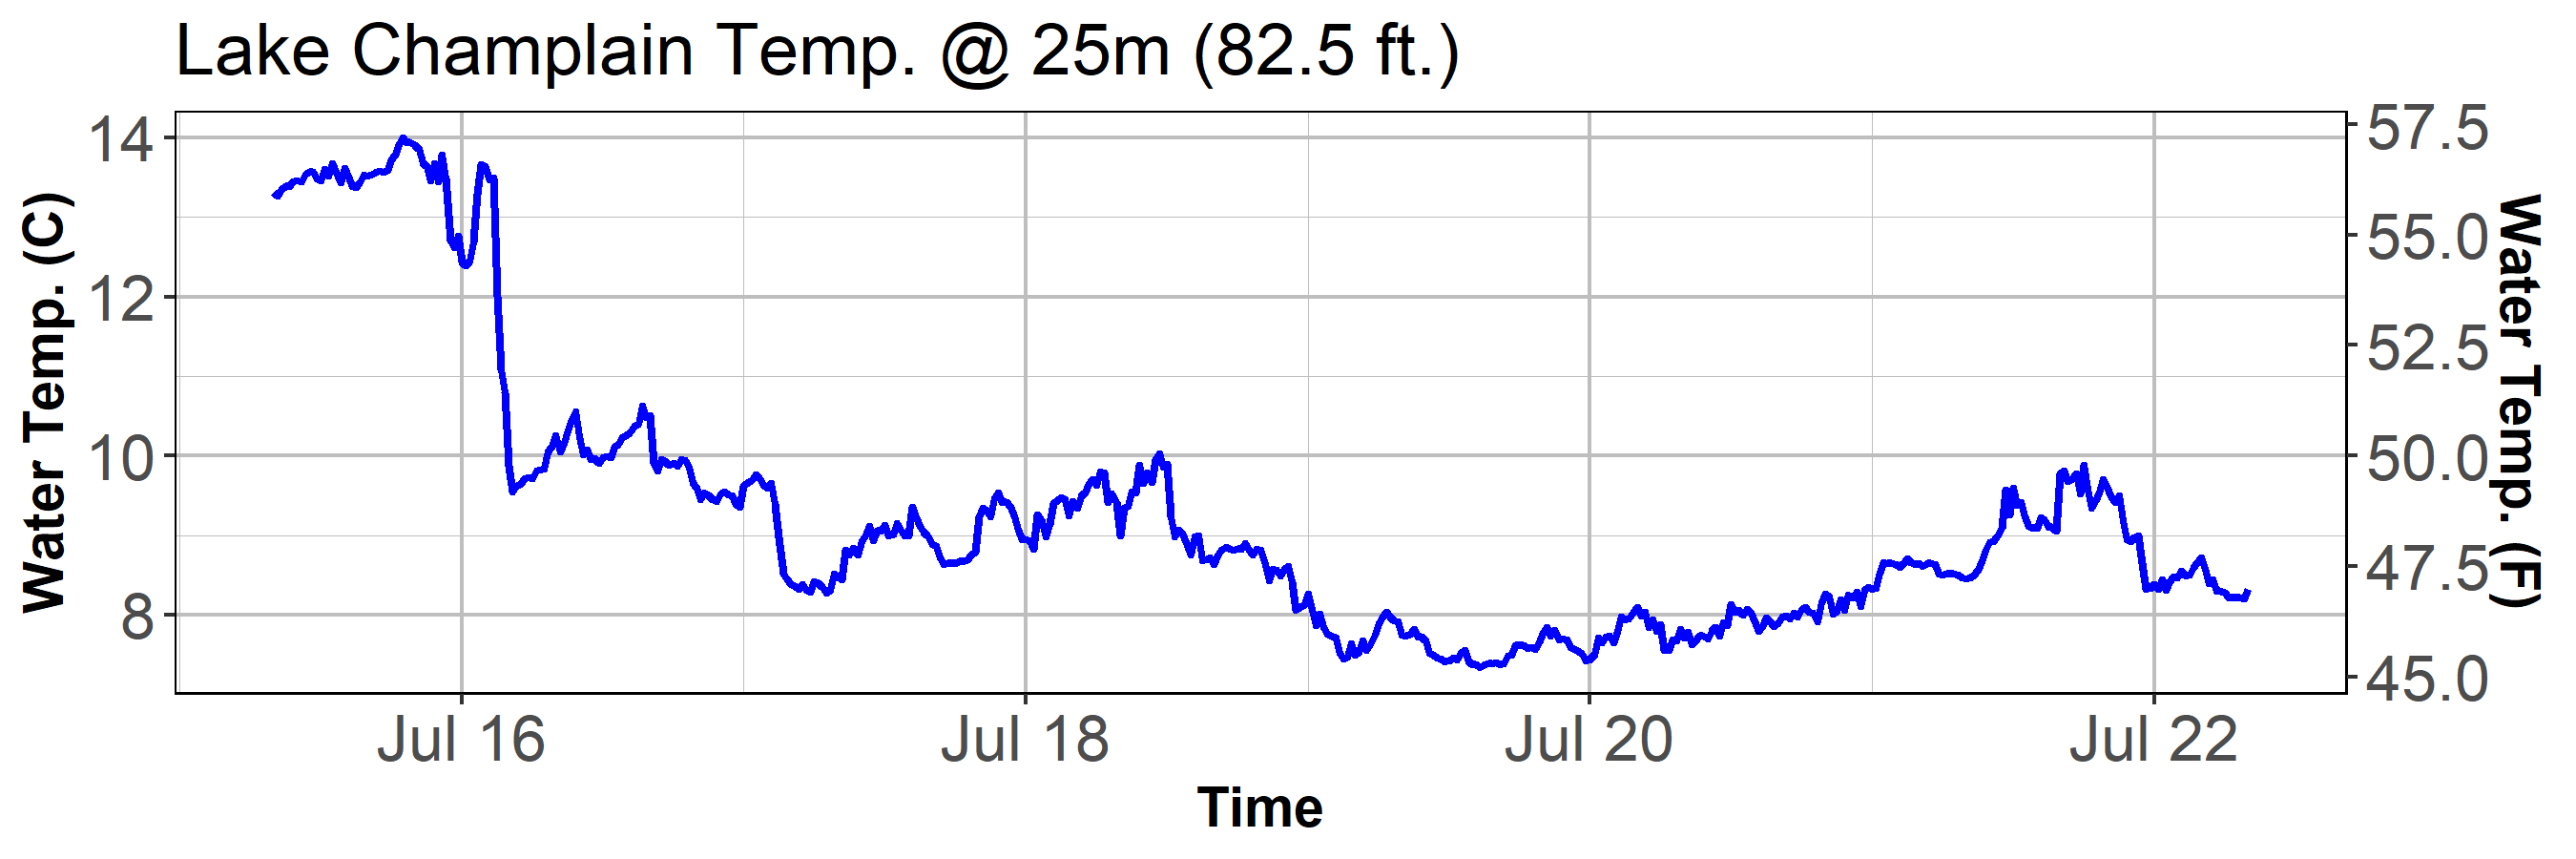 Lake Champlain Temp. @ 25m (82.5 ft.)
Water Temp. (C)
14
12
10
8
57.5
55.0
52.5
50.0
47.5
45.0
Water Temp. (F)
Jul 16
Jul 18
Jul 20
Jul 22
Time